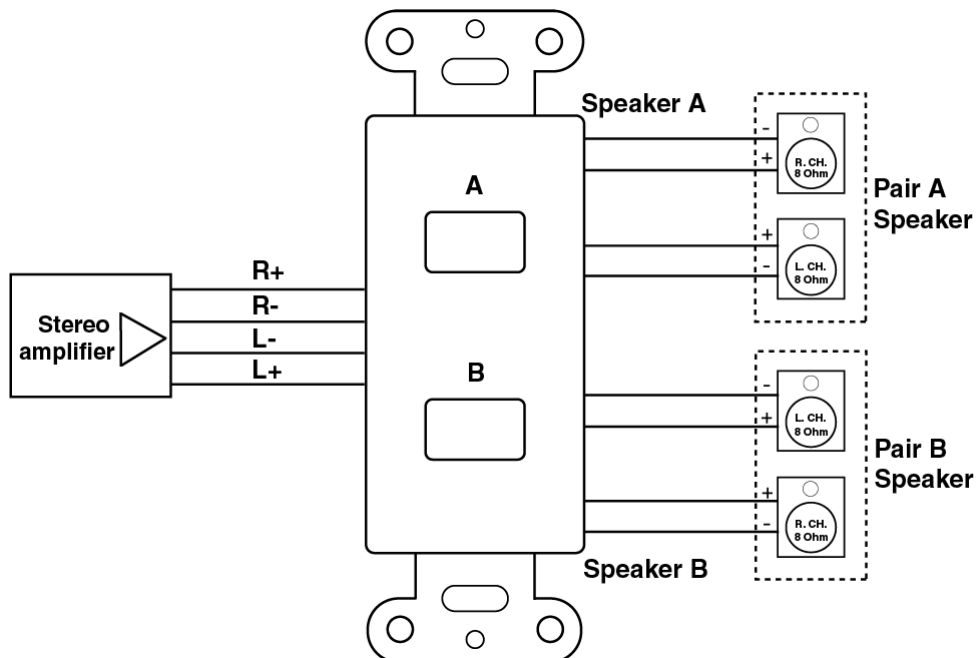 Stereo
amplifier
R+
R-
L-
L+
A
B
Speaker A
-
+
R. CH.
8 Ohm
+
-
L. CH.
8 Ohm
Pair A
Speaker
-
+
L. CH.
8 Ohm
+
-
R. CH.
8 Ohm
Pair B
Speaker
Speaker B